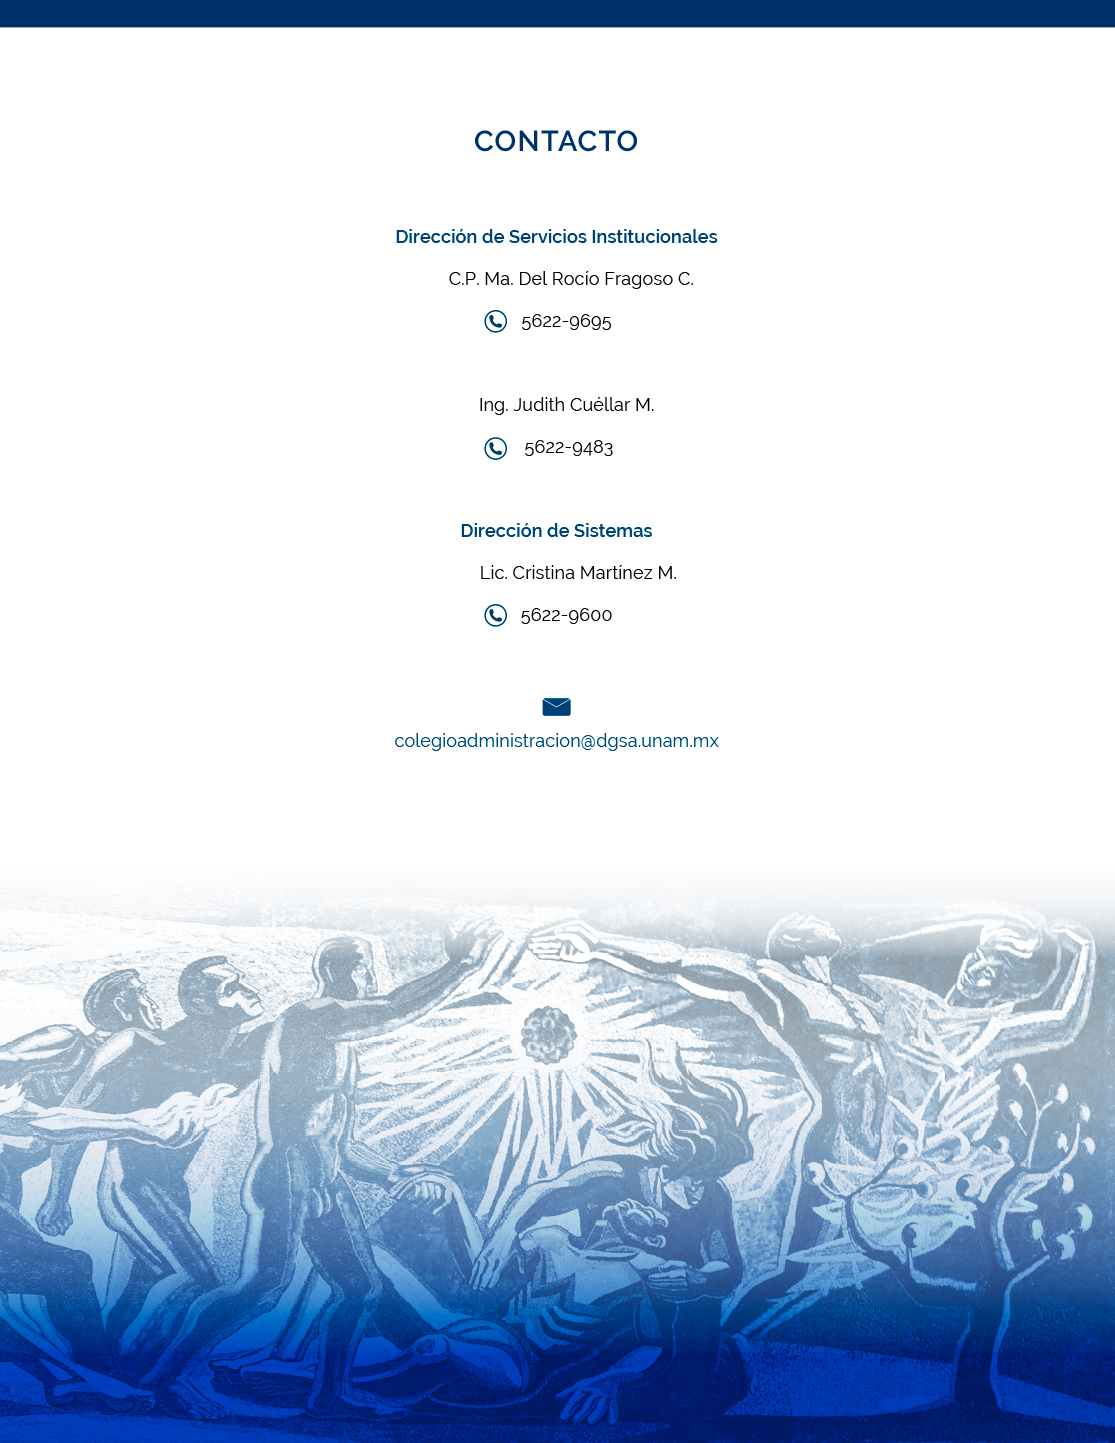 CONTACTO
Dirección de Servicios Institucionales
C.P. Ma. Del Rocío Fragoso C.
5622-9695
Ing. Judith Cuéllar M.
5622-9483
Dirección de Sistemas
Lic. Cristina Martínez M.
5622-9600
colegioadministracion@dgsa.unam.mx